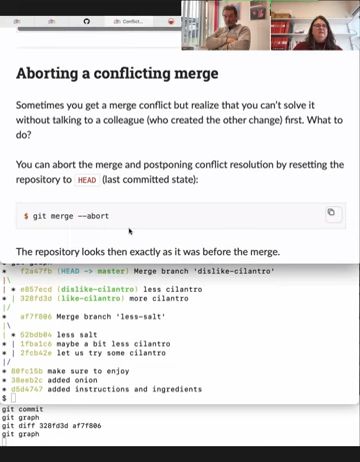 Conflict...
Aborting a conflicting merge
Sometimes you get a merge conflict but realize that you can't solve it
without talking to a colleague (who created the other change) first. What to
do?
You can abort the merge and postponing conflict resolution by resetting the
repository to HEAD (last committed state):
$ git merge --abort
The repository looks then exactly as it was before the merge.
* f2a47fb (HEAD -> master) Merge branch 'dislike-cilantro'
|\
| * e857ecd (dislike-cilantro) less cilantro
* | 328fd3d (like-cilantro) more cilantro
|/
* af7f806 Merge branch 'less-salt'
|\
| * 52bdb04 less salt
* | 1fba1c6 maybe a bit less cilantro
* | 2fcb42e let us try some cilantro
|/
* 80fc15b make sure to enjoy
* 38eeb2c added onion
* d5d4747 added instructions and ingredients
$
git commit
git graph
git diff 328fd3d af7f806
git graph